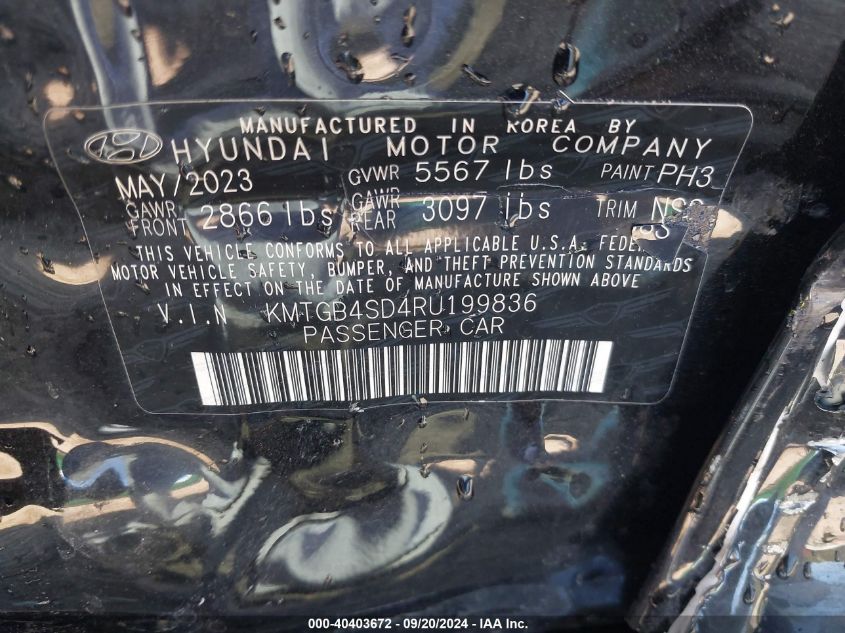 MANUFACTURED IN KOREA BY
HYUNDAI MOTOR COMPANY
MAY/2023 GVWR 5567 lbs PAINT PH3
GAWR FRONT 2866 lbs GAWR REAR 3097 lbs TRIM
THIS VEHICLE CONFORMS TO ALL APPLICABLE U.S.A.
MOTOR VEHICLE SAFETY, BUMPER, AND THEFT PREVENTION STANDARDS
IN EFFECT ON THE DATE OF MANUFACTURE SHOWN ABOVE
V.I.N KMTGB4SD4RU199836
PASSENGER CAR
000-40403672 - 09/20/2024 - IAA Inc.